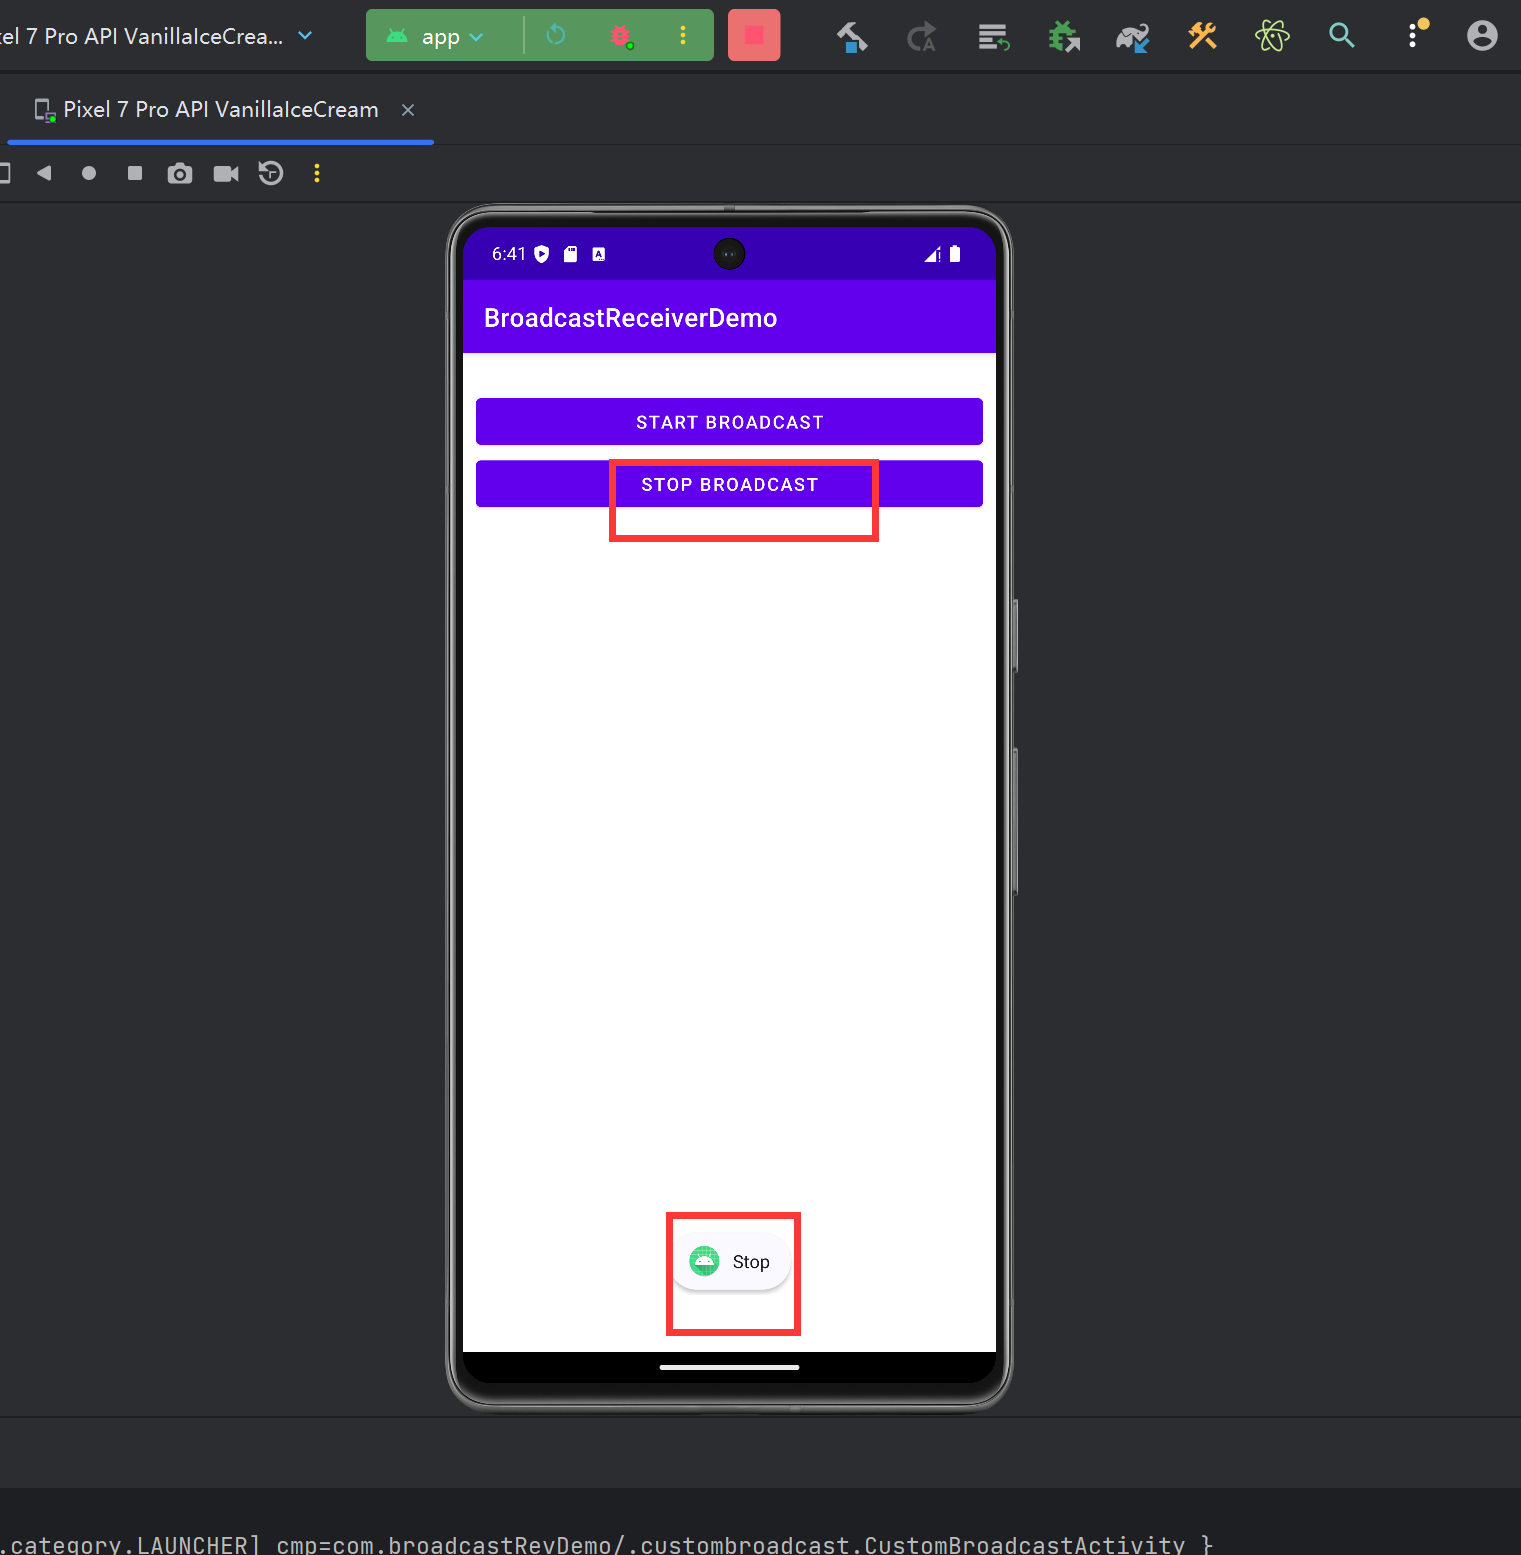 el 7 Pro API VanillaIceCrea...
app
Pixel 7 Pro API VanillaIceCream
6:41
BroadcastReceiverDemo
START BROADCAST
STOP BROADCAST
Stop
.category.LAUNCHER] cmp=com.broadcastRevDemo/.custombroadcast.CustomBroadcastActivity }